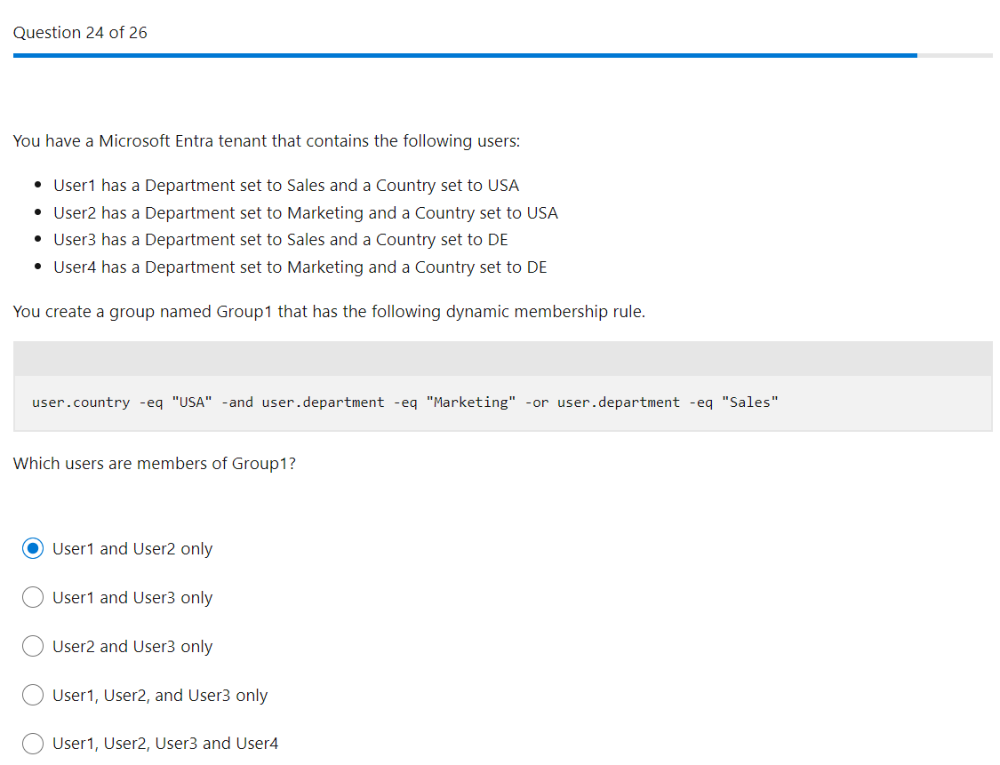 Question 24 of 26
You have a Microsoft Entra tenant that contains the following users:
• User1 has a Department set to Sales and a Country set to USA
• User2 has a Department set to Marketing and a Country set to USA
• User3 has a Department set to Sales and a Country set to DE
• User4 has a Department set to Marketing and a Country set to DE
You create a group named Group1 that has the following dynamic membership rule.
user.country -eq "USA" -and user.department -eq "Marketing" -or user.department -eq "Sales"
Which users are members of Group1?
User1 and User2 only
User1 and User3 only
User2 and User3 only
User1, User2, and User3 only
User1, User2, User3 and User4